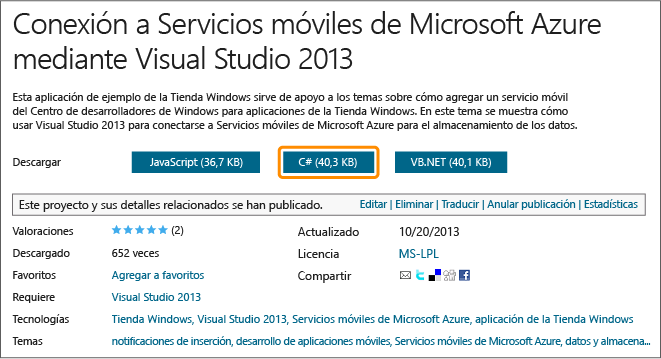 Conexión a Servicios móviles de Microsoft Azure
mediante Visual Studio 2013
Esta aplicación de ejemplo de la Tienda Windows sirve de apoyo a los temas sobre cómo agregar un servicio móvil
del Centro de desarrolladores de Windows para aplicaciones de la Tienda Windows. En este tema se muestra cómo
usar Visual Studio 2013 para conectarse a Servicios móviles de Microsoft Azure para el almacenamiento de los datos.
Descargar JavaScript (36,7 KB) C# (40,3 KB) VB.NET (40,1 KB)
Este proyecto y sus detalles relacionados se han publicado. Editar | Eliminar | Traducir | Anular publicación | Estadísticas
Valoraciones (2) Actualizado 10/20/2013
Descargado 652 veces Licencia MS-LPL
Favoritos Agregar a favoritos Compartir
Requiere Visual Studio 2013
Tecnologías Tienda Windows, Visual Studio 2013, Servicios móviles de Microsoft Azure, aplicación de la Tienda Windows
Temas notificaciones de inserción, desarrollo de aplicaciones móviles, Servicios móviles de Microsoft Azure, datos y almacena...